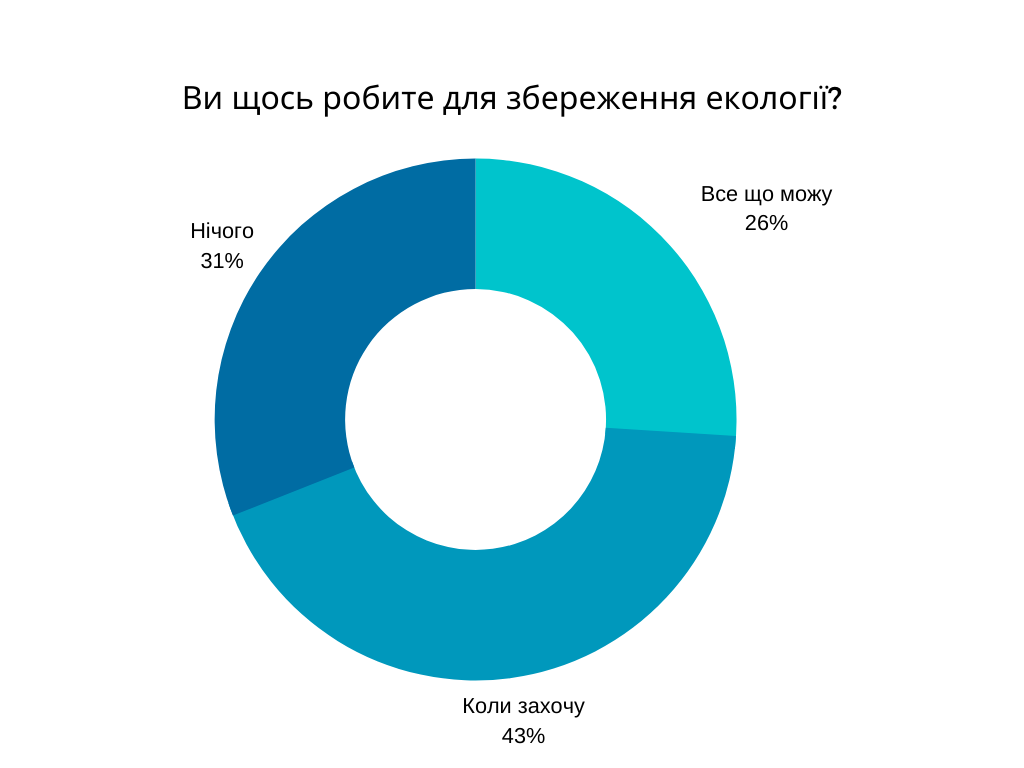 Ви щось робите для збереження екології?
Все що можу
26%
Нічого
31%
Коли захочу
43%